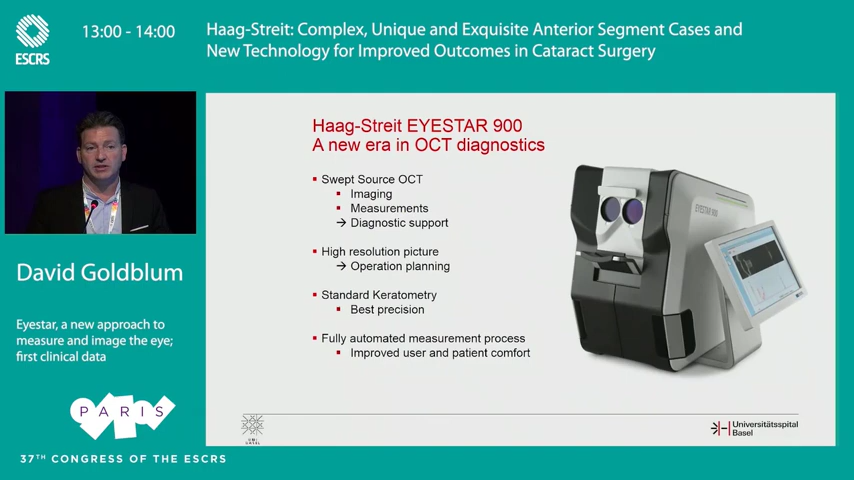 ESCRS
13:00 - 14:00
Haag-Streit: Complex, Unique and Exquisite Anterior Segment Cases and
New Technology for Improved Outcomes in Cataract Surgery
David Goldblum
Eyestar, a new approach to
measure and image the eye;
first clinical data
PARIS
37TH CONGRESS OF THE ESCRS
Haag-Streit EYESTAR 900
A new era in OCT diagnostics
▪ Swept Source OCT
▪ Imaging
▪ Measurements
→ Diagnostic support
▪ High resolution picture
→ Operation planning
▪ Standard Keratometry
▪ Best precision
▪ Fully automated measurement process
▪ Improved user and patient comfort
EYESTAR 900
UNI
BASEL
Universitätsspital
Basel